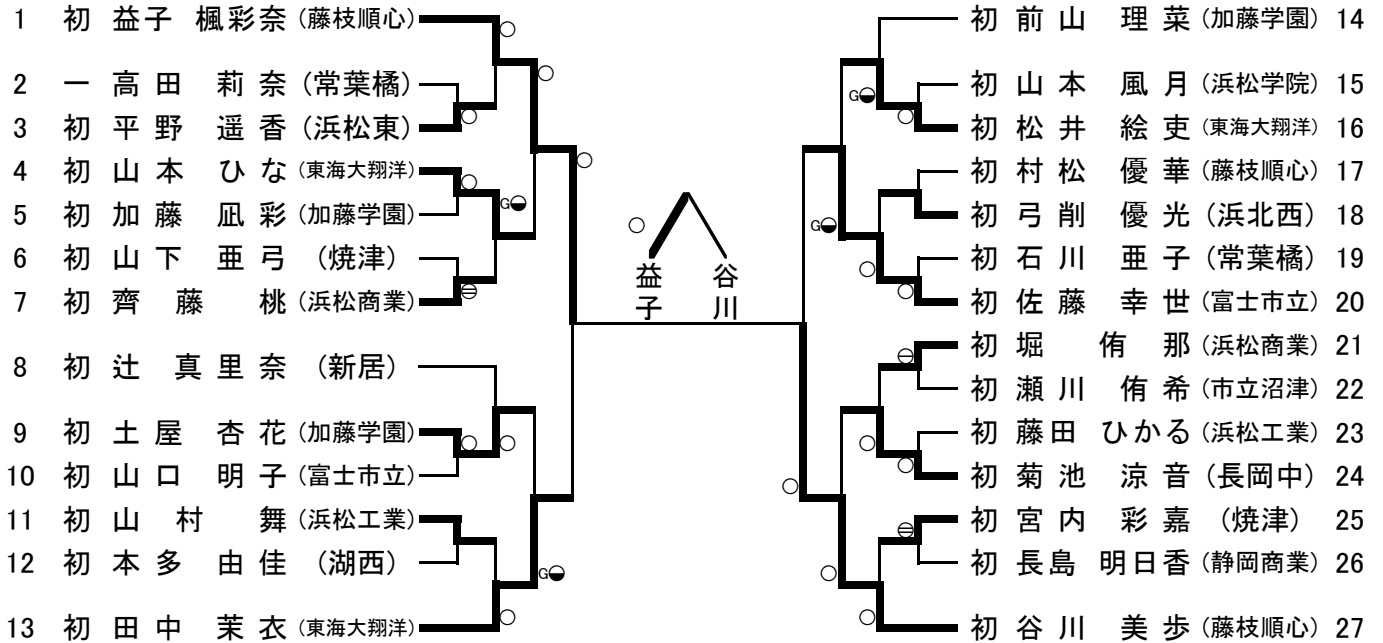 1 初 益子 楓彩奈 (藤枝順心)
2 一 高田 莉奈 (常葉橘)
3 初 平野 遥香 (浜松東)
4 初 山本 ひな (東海大翔洋)
5 初 加藤 凪彩 (加藤学園)
6 初 山下 亜弓 (焼津)
7 初 齊藤 桃 (浜松商業)
8 初 辻 真里奈 (新居)
9 初 土屋 杏花 (加藤学園)
10 初 山口 明子 (富士市立)
11 初 山村 舞 (浜松工業)
12 初 本多 由佳 (湖西)
13 初 田中 茉衣 (東海大翔洋)
○
○
○
○
○
G◒
⊖
○
○
○
G◒
○
益子
谷川
初 前山 理菜 (加藤学園) 14
初 山本 風月 (浜松学院) 15
初 松井 絵吏 (東海大翔洋) 16
初 村松 優華 (藤枝順心) 17
初 弓削 優光 (浜北西) 18
初 石川 亜子 (常葉橘) 19
初 佐藤 幸世 (富士市立) 20
初 堀 侑那 (浜松商業) 21
初 瀬川 侑希 (市立沼津) 22
初 藤田 ひかる (浜松工業) 23
初 菊池 涼音 (長岡中) 24
初 宮内 彩嘉 (焼津) 25
初 長島 明日香 (静岡商業) 26
初 谷川 美歩 (藤枝順心) 27
G◒
○
G◒
○
○
⊖
○
○
○
⊖
○
○